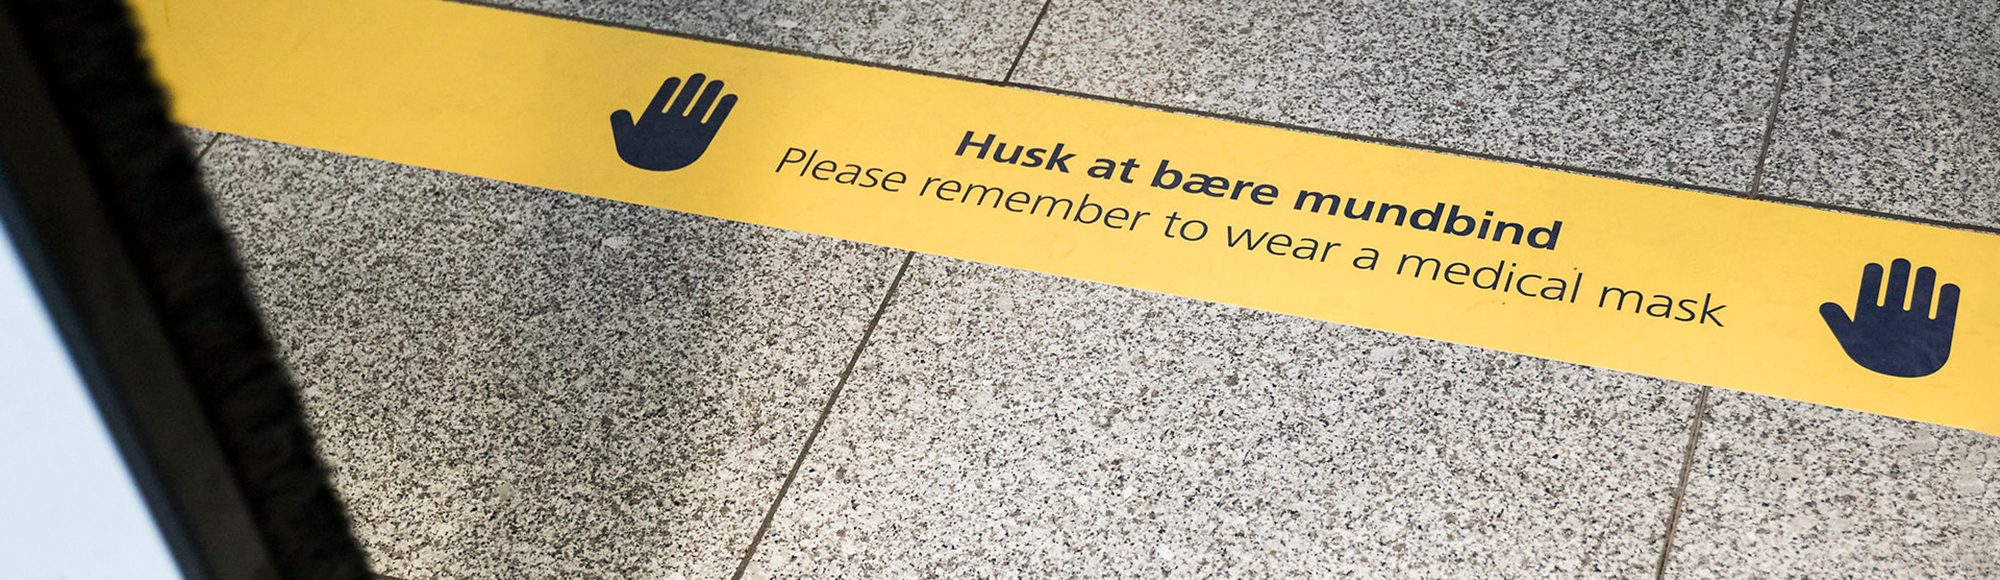 Husk at bære mundbind
Please remember to wear a medical mask